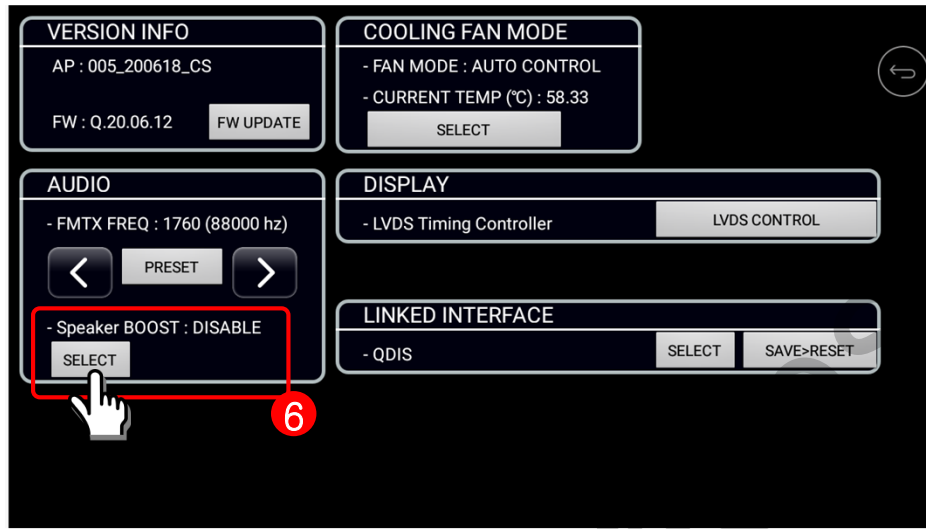 VERSION INFO
AP : 005_200618_CS
FW : Q.20.06.12
FW UPDATE
COOLING FAN MODE
- FAN MODE : AUTO CONTROL
- CURRENT TEMP (℃) : 58.33
SELECT
AUDIO
- FMTX FREQ : 1760 (88000 hz)
PRESET
- Speaker BOOST : DISABLE
SELECT
6
DISPLAY
- LVDS Timing Controller
LVDS CONTROL
LINKED INTERFACE
- QDIS
SELECT
SAVE>RESET